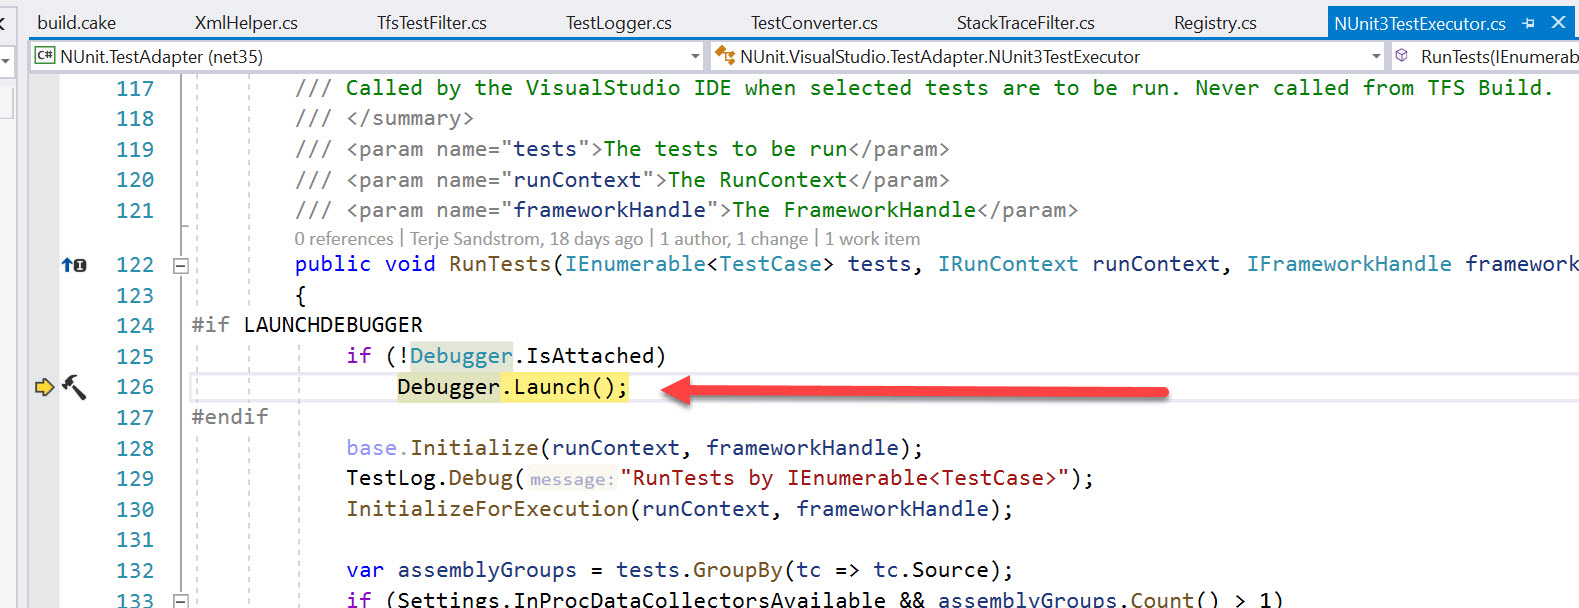 build.cake XmlHelper.cs TfsTestFilter.cs TestLogger.cs TestConverter.cs StackTraceFilter.cs Registry.cs NUnit3TestExecutor.cs
C# NUnit.TestAdapter (net35) NUnit.VisualStudio.TestAdapter.NUnit3TestExecutor RunTests(IEnumerab
117 /// Called by the VisualStudio IDE when selected tests are to be run. Never called from TFS Build.
118 /// </summary>
119 /// <param name="tests">The tests to be run</param>
120 /// <param name="runContext">The RunContext</param>
121 /// <param name="frameworkHandle">The FrameworkHandle</param>
0 references | Terje Sandstrom, 18 days ago | 1 author, 1 change | 1 work item
122 public void RunTests(IEnumerable<TestCase> tests, IRunContext runContext, IFrameworkHandle framework
123 {
124 #if LAUNCHDEBUGGER
125 if (!Debugger.IsAttached)
126 Debugger.Launch();
127 #endif
128 base.Initialize(runContext, frameworkHandle);
129 TestLog.Debug(message:"RunTests by IEnumerable<TestCase>");
130 InitializeForExecution(runContext, frameworkHandle);
131
132 var assemblyGroups = tests.GroupBy(tc => tc.Source);
133 if (Settings.InProcDataCollectorsAvailable && assemblyGroups.Count() > 1)